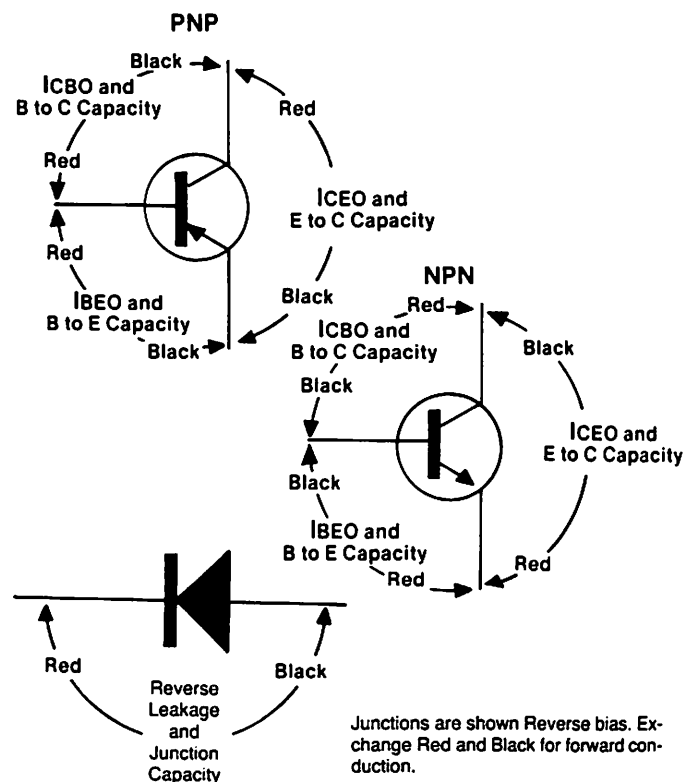 PNP
Black
ICBO and
B to C Capacity
Red
Red
ICEO and
E to C Capacity
Red
IBEO and
B to E Capacity
Black
Black
NPN
Red
ICBO and
B to C Capacity
Black
Black
ICEO and
E to C Capacity
Black
IBEO and
B to E Capacity
Red
Red
Red
Black
Reverse
Leakage
and
Junction
Capacity
Junctions are shown Reverse bias. Ex-
change Red and Black for forward con-
duction.